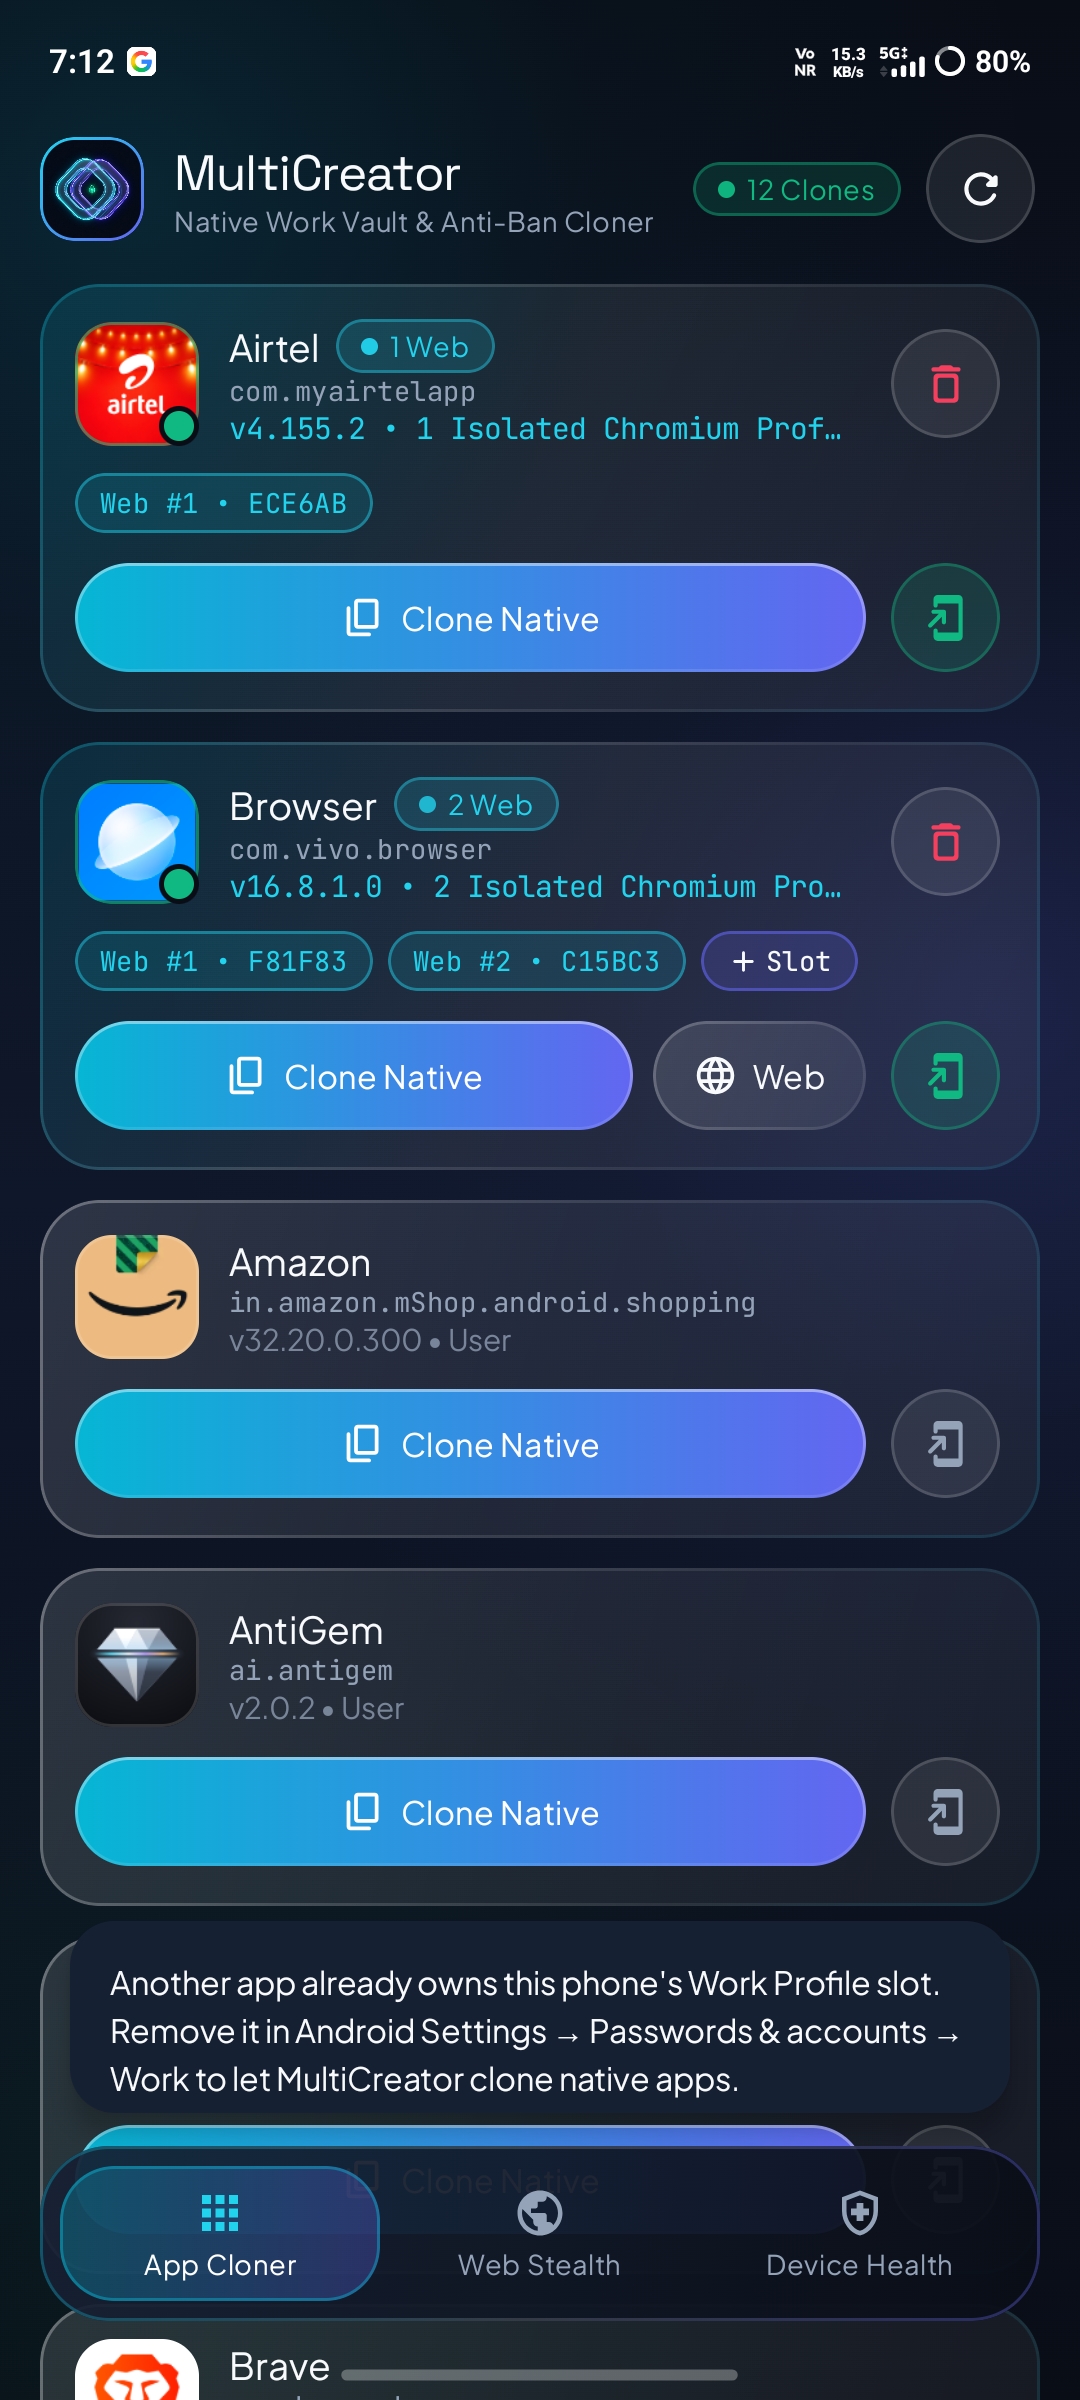 7:12
Vo NR
15.3 KB/s
5G
80%
MultiCreator
Native Work Vault & Anti-Ban Cloner
12 Clones
Airtel
1 Web
airtel
com.myairtelapp
v4.155.2 • 1 Isolated Chromium Prof…
Web #1 • ECE6AB
Clone Native
Browser
2 Web
com.vivo.browser
v16.8.1.0 • 2 Isolated Chromium Pro…
Web #1 • F81F83
Web #2 • C15BC3
+ Slot
Clone Native
Web
Amazon
in.amazon.mShop.android.shopping
v32.20.0.300 • User
Clone Native
AntiGem
ai.antigem
v2.0.2 • User
Clone Native
Another app already owns this phone's Work Profile slot.
Remove it in Android Settings → Passwords & accounts →
Work to let MultiCreator clone native apps.
Clone Native
App Cloner
Web Stealth
Device Health
Brave